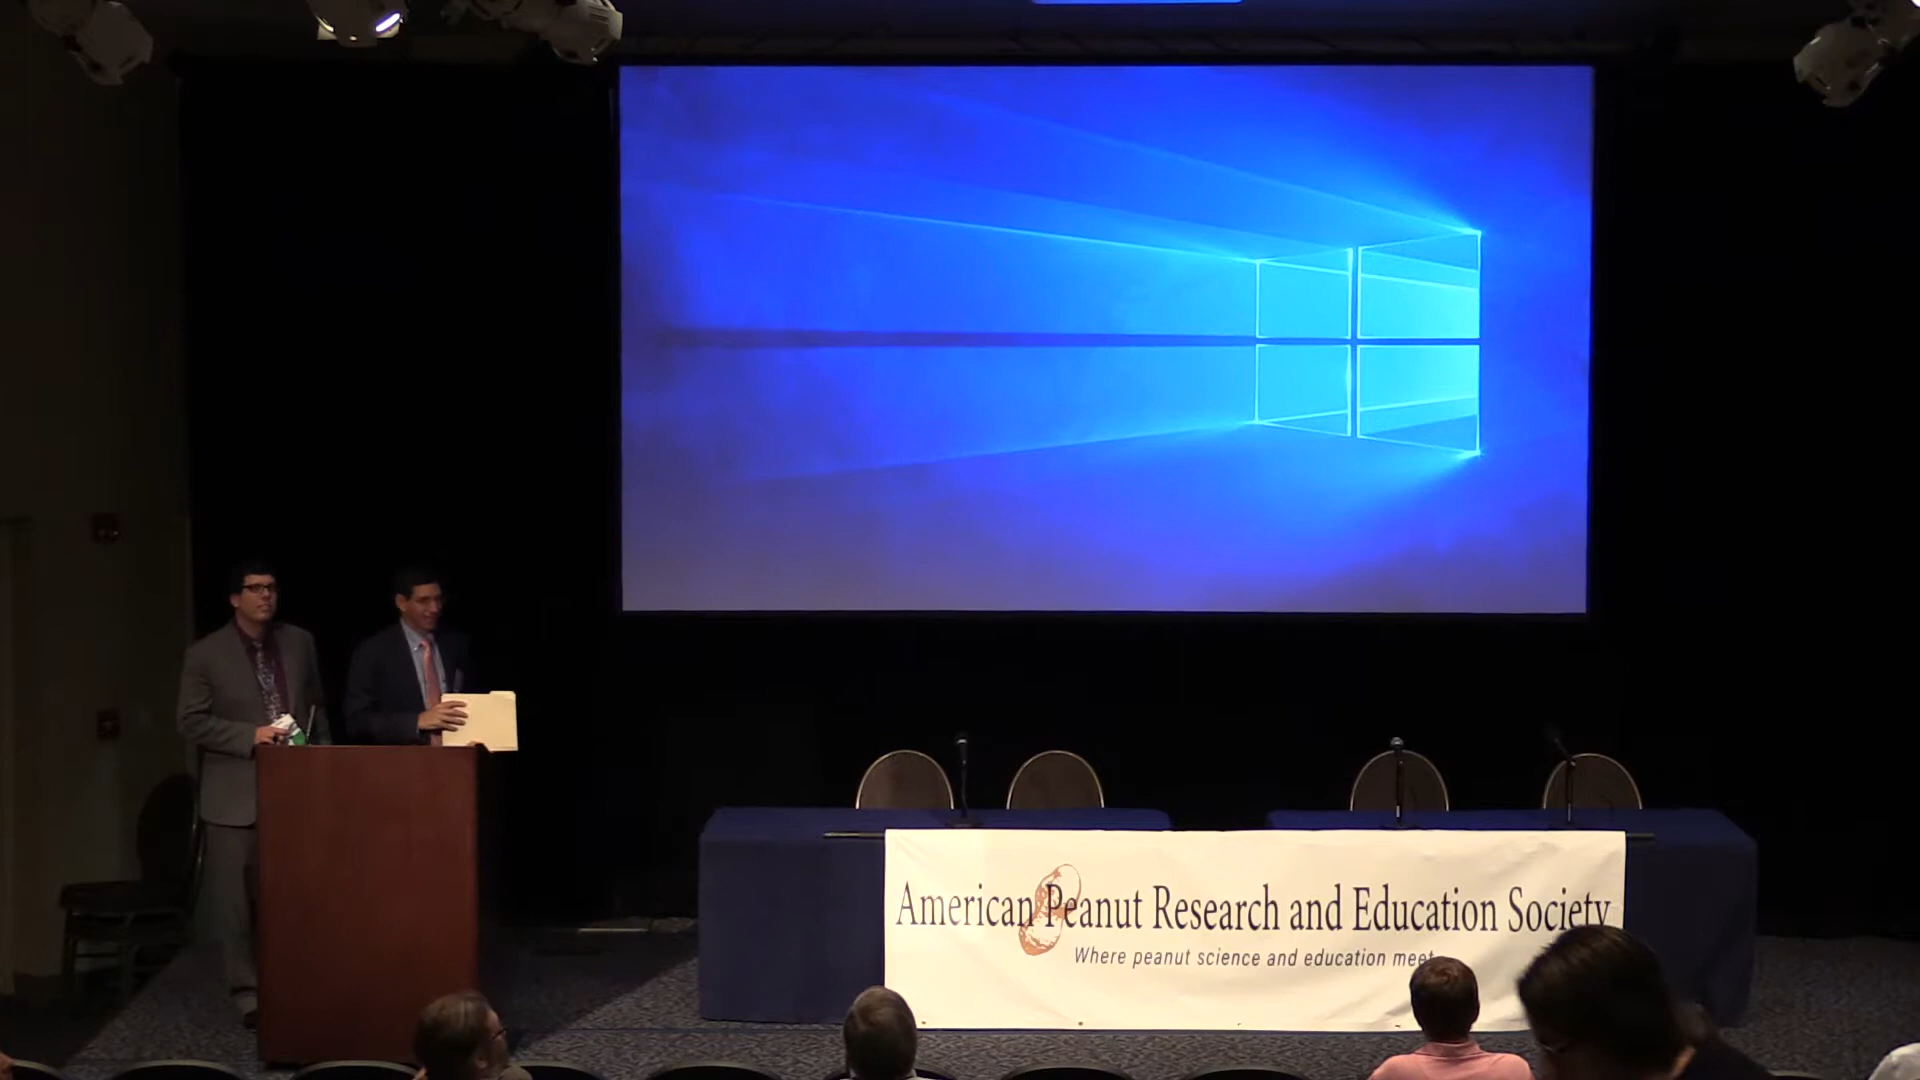 American Peanut Research and Education Society
Where peanut science and education meet